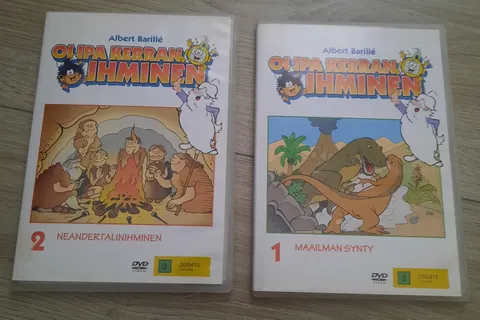 Albert Barillé
OLIPA KERRAN
IHMINEN
2 NEANDERTALINIHMINEN
DVD
Albert Barillé
OLIPA KERRAN
IHMINEN
1 MAAILMAN SYNTY
DVD